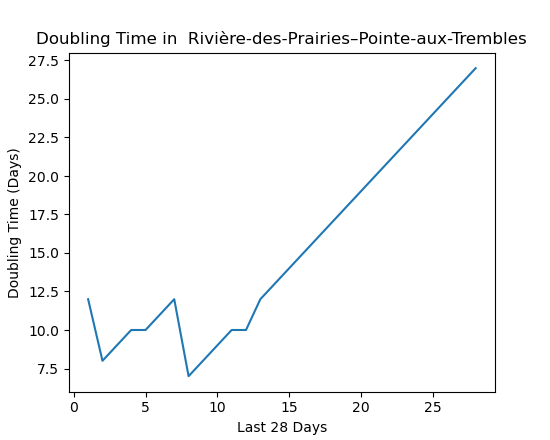 Doubling Time in  Rivière-des-Prairies–Pointe-aux-Trembles
27.5
25.0
22.5
20.0
17.5
15.0
12.5
10.0
7.5
Doubling Time (Days)
0 5 10 15 20 25
Last 28 Days